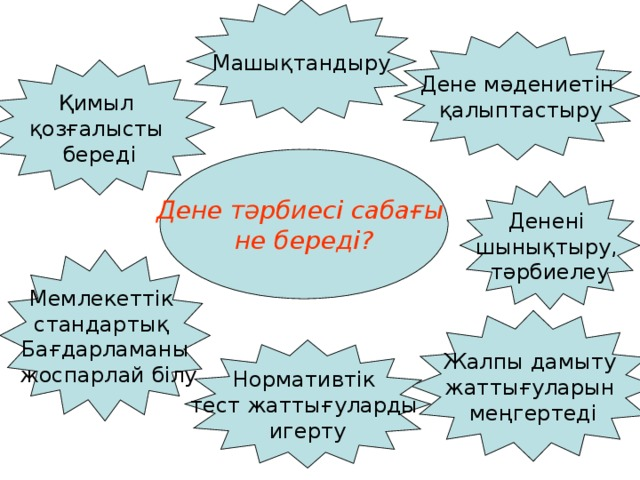 Машықтандыру
Дене мәдениетін
қалыптастыру
Қимыл
қозғалысты
береді
Дене тәрбиесі сабағы
не береді?
Денені
шынықтыру,
тәрбиелеу
Мемлекеттік
стандартық
Бағдарламаны
жоспарлай білу
Нормативтік
тест жаттығуларды
игерту
Жалпы дамыту
жаттығуларын
меңгертеді